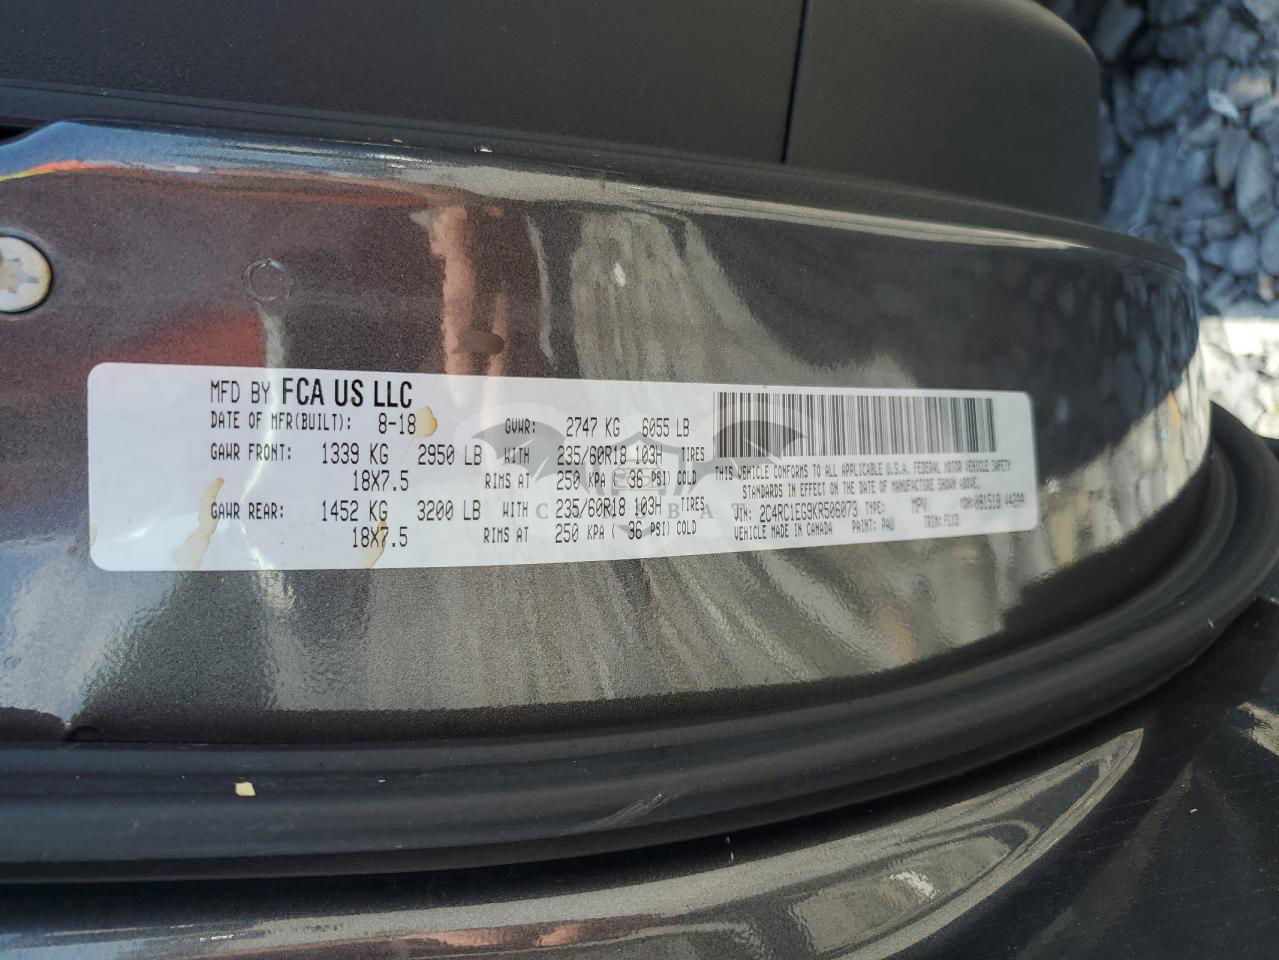 MFD BY FCA US LLC
DATE OF MFR(BUILT): 8-18 GVWR: 2747 KG 6055 LB
GAWR FRONT: 1339 KG 2950 LB WITH 235/60R18 103H TIRES
18X7.5 RIMS AT 250 KPA ( 36 PSI) COLD
GAWR REAR: 1452 KG 3200 LB WITH 235/60R18 103H TIRES
18X7.5 RIMS AT 250 KPA ( 36 PSI) COLD
THIS VEHICLE CONFORMS TO ALL APPLICABLE U.S.A. FEDERAL MOTOR VEHICLE SAFETY
STANDARDS IN EFFECT ON THE DATE OF MANUFACTURE SHOWN ABOVE.
VIN: 2C4RC1EG9KR506073 TYPE: MPV
VEHICLE MADE IN CANADA PAINT: PAU TRIM: